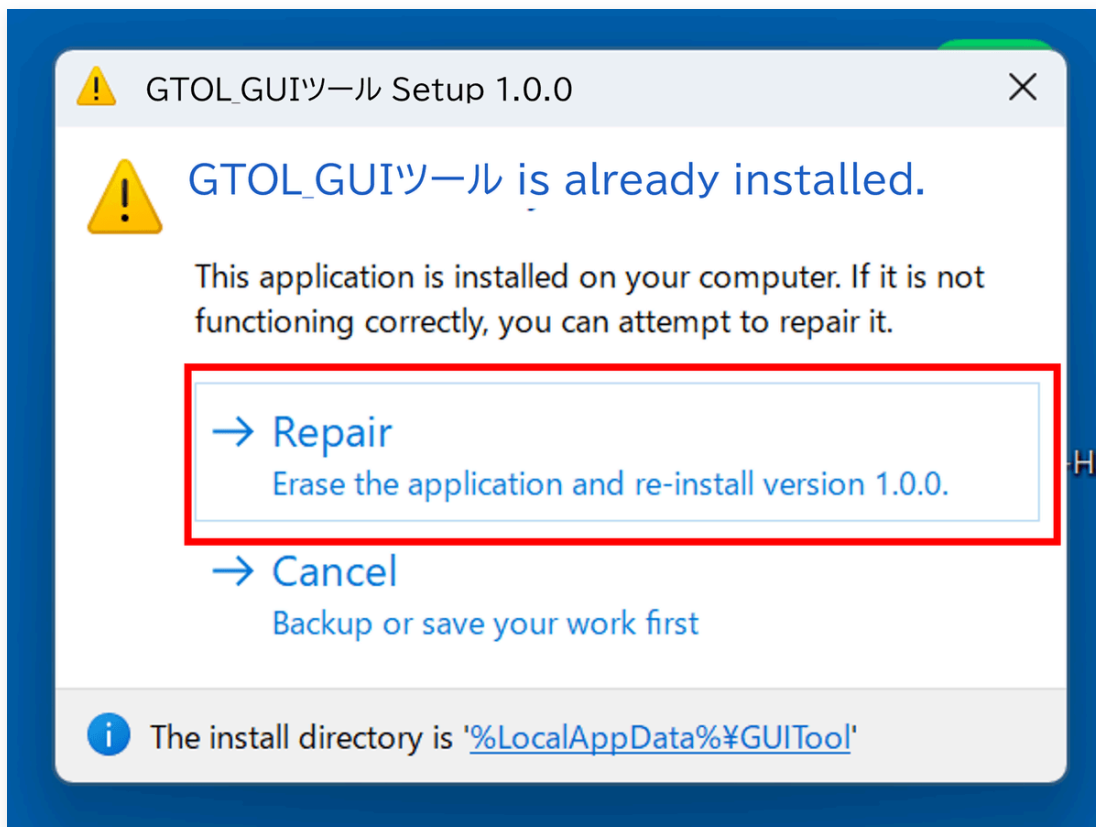 GTOL_GUIツール Setup 1.0.0
GTOL_GUIツール is already installed.
This application is installed on your computer. If it is not
functioning correctly, you can attempt to repair it.
→ Repair
Erase the application and re-install version 1.0.0.
→ Cancel
Backup or save your work first
The install directory is '%LocalAppData%¥GUITool'